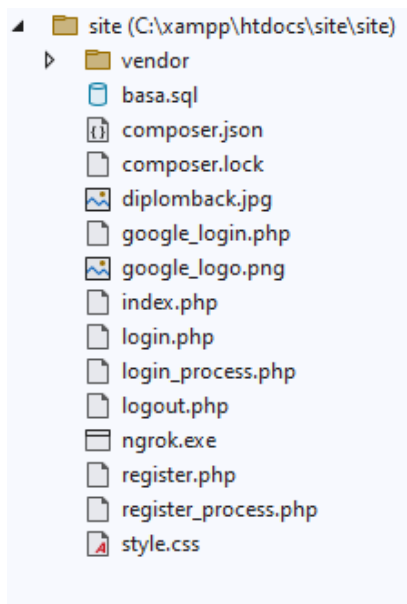 site (C:\xampp\htdocs\site\site)
vendor
basa.sql
composer.json
composer.lock
diplomback.jpg
google_login.php
google_logo.png
index.php
login.php
login_process.php
logout.php
ngrok.exe
register.php
register_process.php
style.css